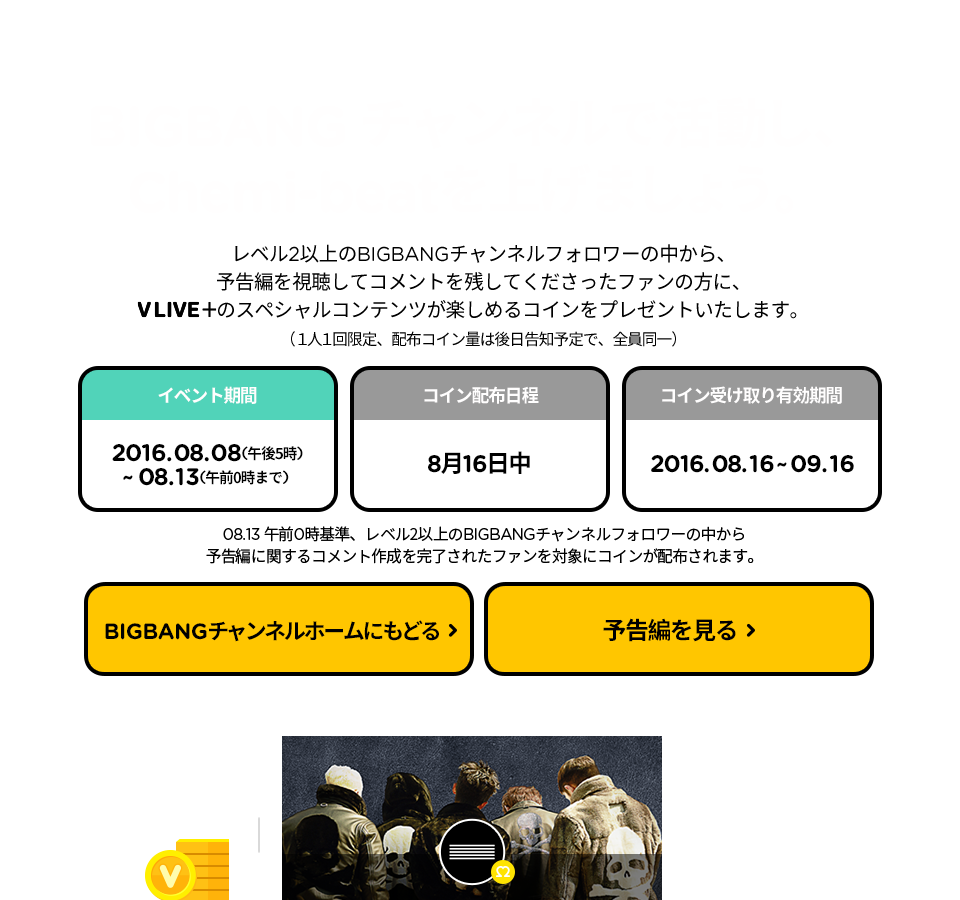 レベル2以上のBIGBANGチャンネルフォロワーの中から、
予告編を視聴してコメントを残してくださったファンの方に、
V LIVE+のスペシャルコンテンツが楽しめるコインをプレゼントいたします。
（1人1回限定、配布コイン量は後日告知予定で、全員同一）
イベント期間
2016.08.08(午後5時)
~ 08.13(午前0時まで)
コイン配布日程
8月16日中
コイン受け取り有効期間
2016.08.16~09.16
08.13 午前0時基準、レベル2以上のBIGBANGチャンネルフォロワーの中から
予告編に関するコメント作成を完了されたファンを対象にコインが配布されます。
BIGBANGチャンネルホームにもどる >
予告編を見る >
V